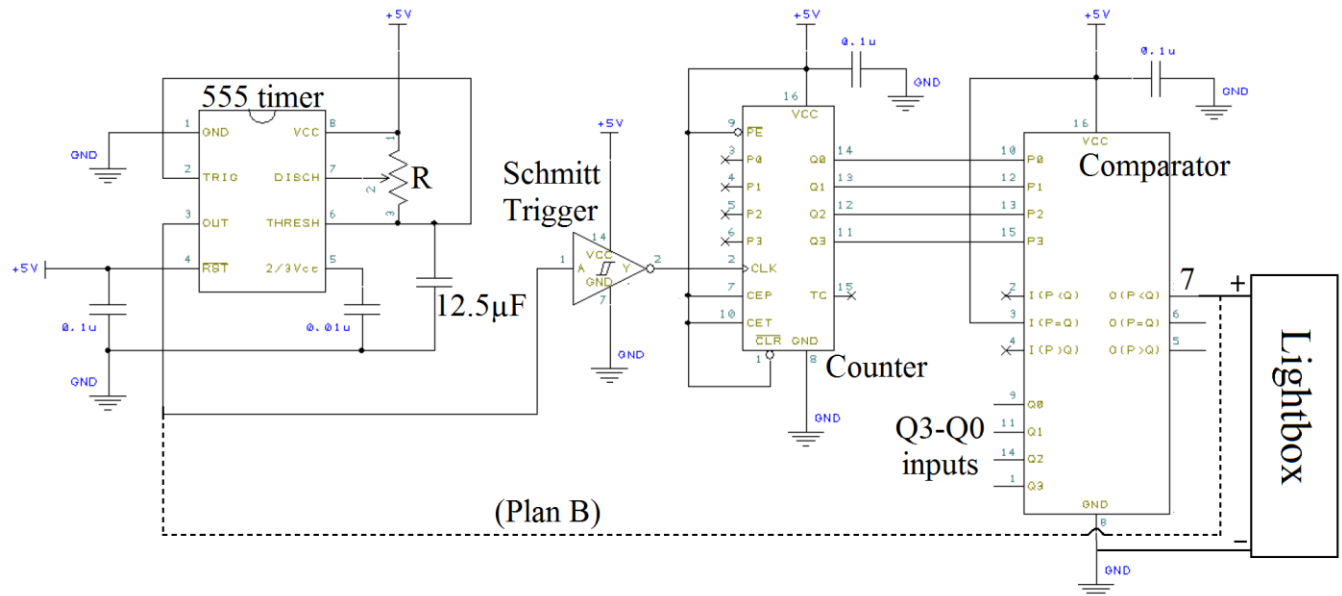 +5V
555 timer
1 GND VCC 8
2 TRIG DISCH 7
3 OUT THRESH 6
4 RST 2/3Vcc 5
GND
+5V
0.1u
0.01u
GND
1
2
3
R
12.5µF
+5V
Schmitt
Trigger
14
VCC
1 A Y 2
GND
7
GND
+5V
0.1u
GND
16
VCC
9 PE
3 P0 Q0 14
4 P1 Q1 13
5 P2 Q2 12
6 P3 Q3 11
2 CLK
7 CEP TC 15
10 CET
CLR GND
1 8
Counter
GND
+5V
0.1u
GND
16
VCC
Comparator
10 P0
12 P1
13 P2
15 P3
2 I(P<Q) O(P<Q) 7
3 I(P=Q) O(P=Q) 6
4 I(P>Q) O(P>Q) 5
9 Q0
11 Q1
14 Q2
1 Q3
GND
8
GND
Q3-Q0
inputs
+
−
Lightbox
(Plan B)